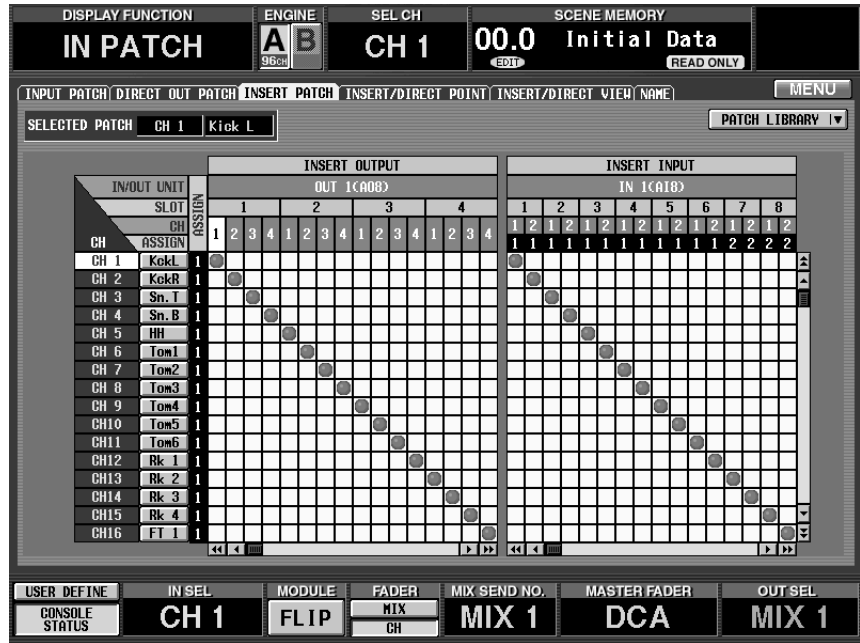 DISPLAY FUNCTION ENGINE SEL CH SCENE MEMORY
IN PATCH A B CH 1 00.0 Initial Data
96CH EDIT READ ONLY
INPUT PATCH DIRECT OUT PATCH INSERT PATCH INSERT/DIRECT POINT INSERT/DIRECT VIEW NAME MENU
SELECTED PATCH CH 1 Kick L PATCH LIBRARY
INSERT OUTPUT INSERT INPUT
IN/OUT UNIT ASSIGN OUT 1(AO8) IN 1(AI8)
SLOT 1 2 3 4 1 2 3 4 5 6 7 8
CH 1 2 3 4 1 2 3 4 1 2 3 4 1 2 3 4 1 2 1 2 1 2 1 2 1 2 1 2 1 2 1 2
CH ASSIGN 1 1 1 1 1 1 1 1 1 1 1 1 2 2 2 2
CH 1 KckL 1
CH 2 KckR 1
CH 3 Sn.T 1
CH 4 Sn.B 1
CH 5 HH 1
CH 6 Tom1 1
CH 7 Tom2 1
CH 8 Tom3 1
CH 9 Tom4 1
CH10 Tom5 1
CH11 Tom6 1
CH12 Rk 1 1
CH13 Rk 2 1
CH14 Rk 3 1
CH15 Rk 4 1
CH16 FT 1 1
USER DEFINE IN SEL MODULE FADER MIX SEND NO. MASTER FADER OUT SEL
CONSOLE STATUS CH 1 FLIP MIX CH MIX 1 DCA MIX 1